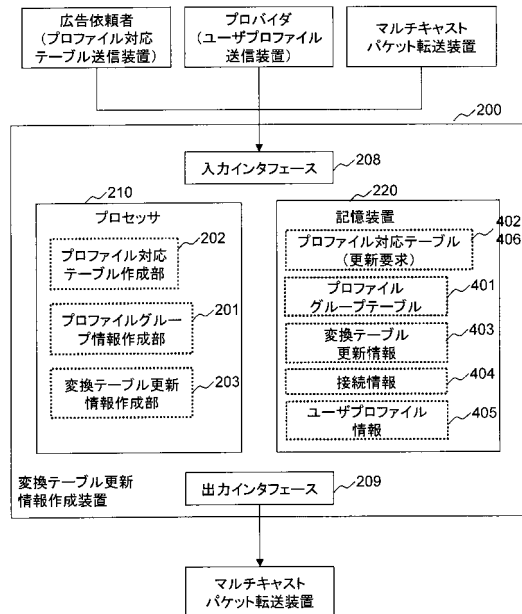 広告依頼者
(プロファイル対応
テーブル送信装置)
プロバイダ
(ユーザプロファイル
送信装置)
マルチキャスト
パケット転送装置
200
入力インタフェース
208
210
プロセッサ
202
プロファイル対応
テーブル作成部
201
プロファイルグルー
プ情報作成部
203
変換テーブル更新
情報作成部
220
記憶装置
402
406
プロファイル対応テーブル
(更新要求)
401
プロファイル
グループテーブル
403
変換テーブル
更新情報
404
接続情報
405
ユーザプロファイル
情報
変換テーブル更新
情報作成装置
出力インタフェース
209
マルチキャスト
パケット転送装置